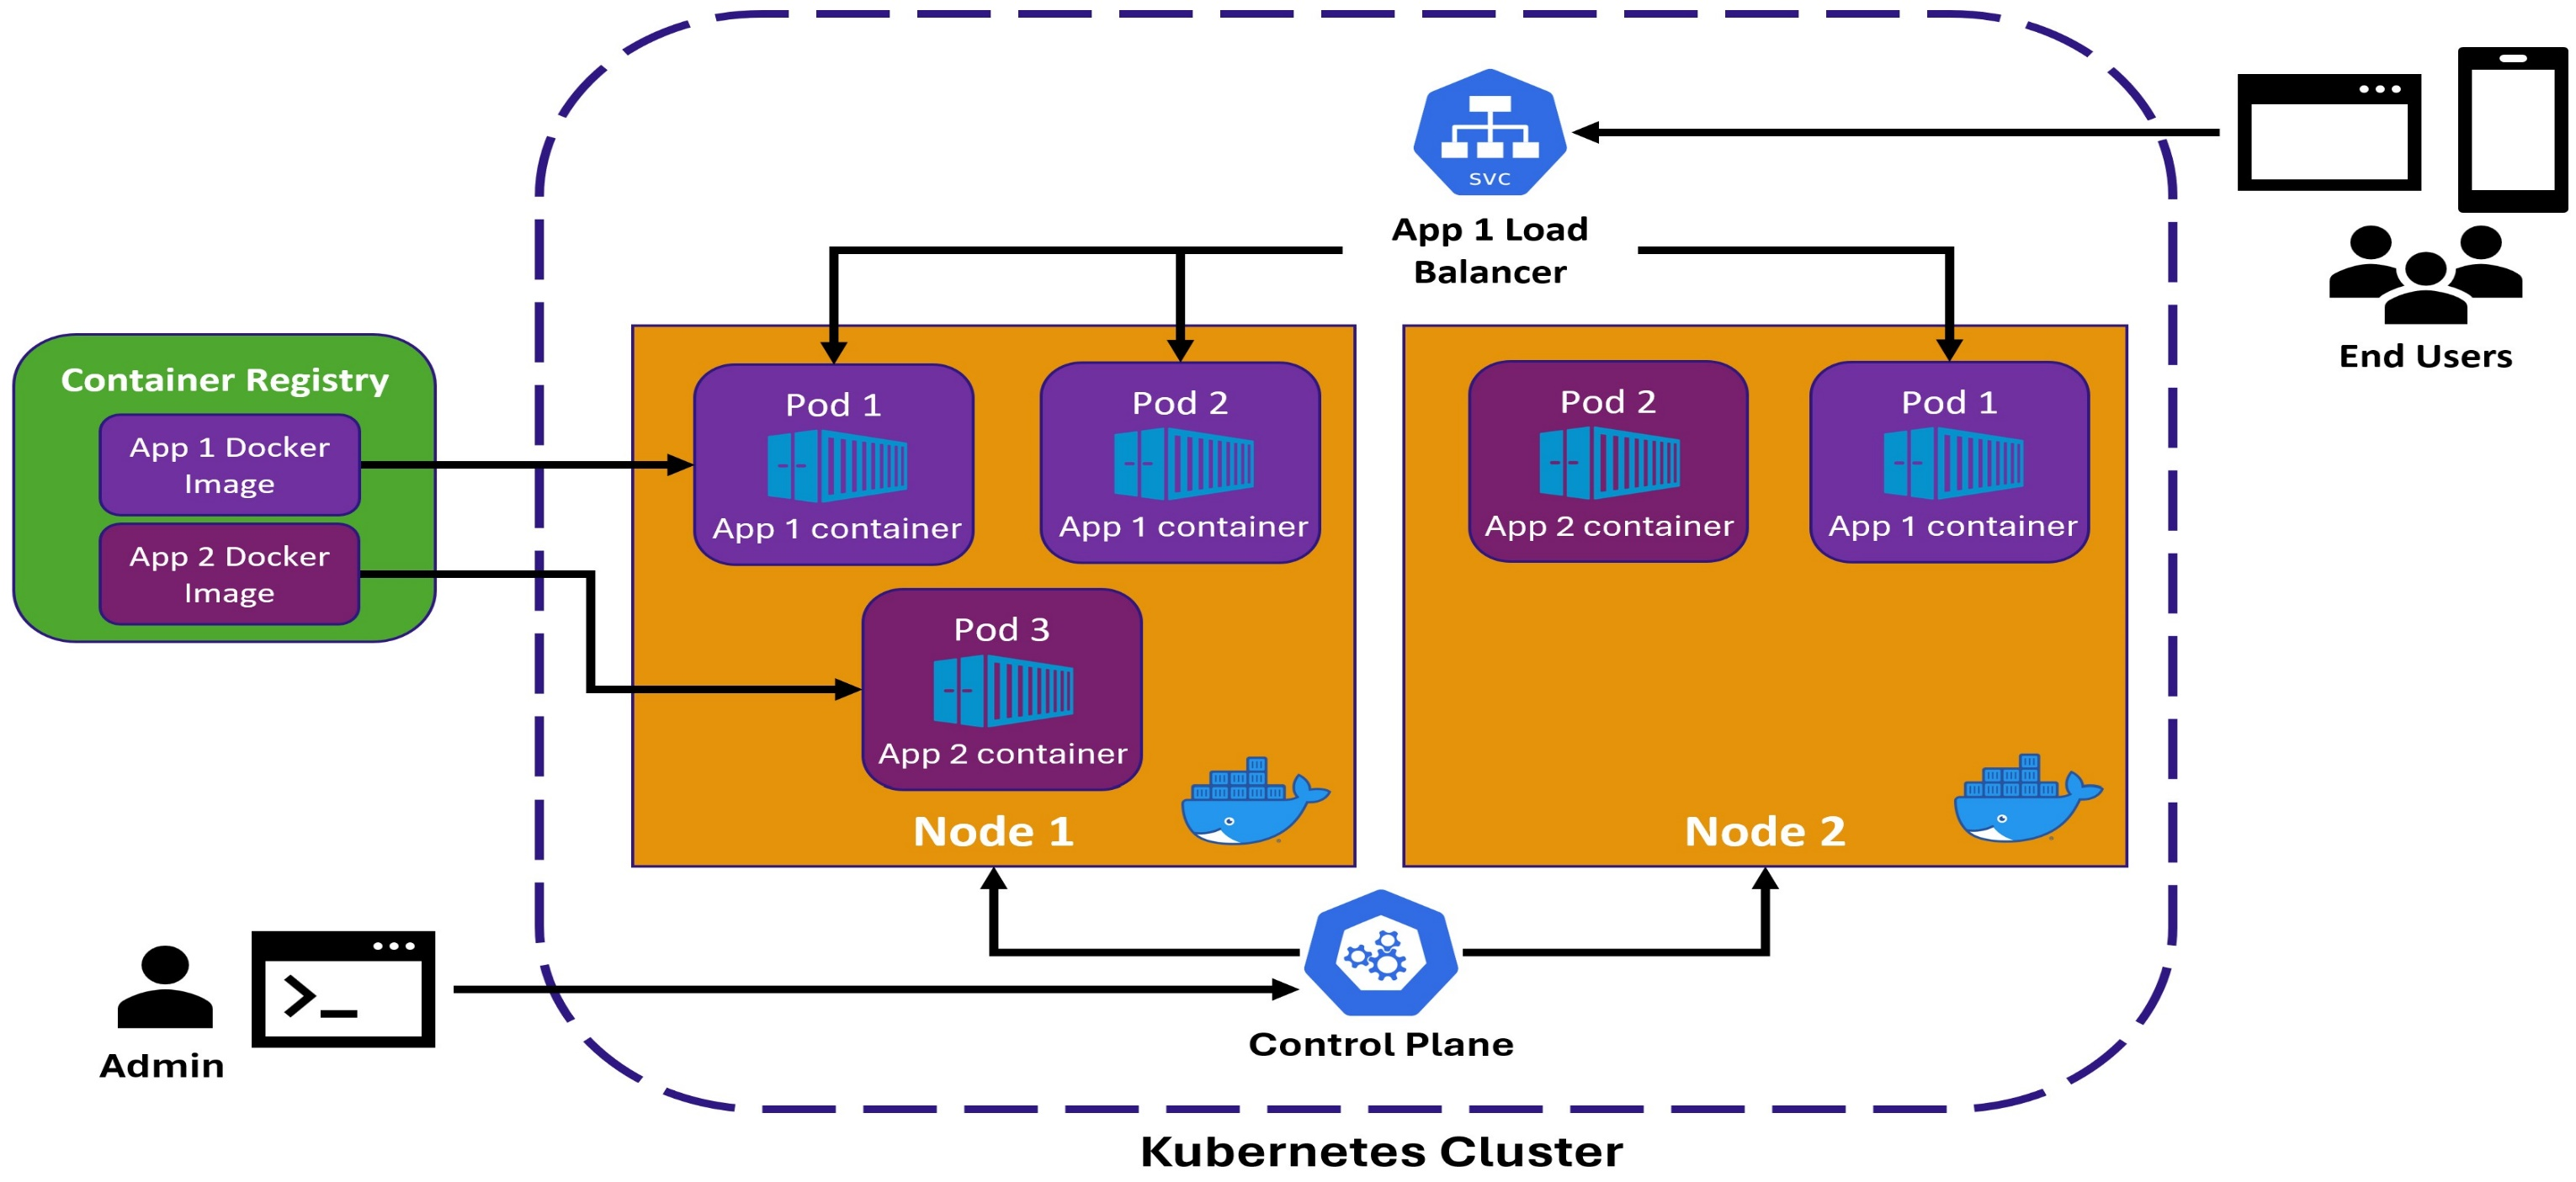 svc
App 1 Load
Balancer
End Users
Container Registry
App 1 Docker
Image
App 2 Docker
Image
Pod 1
App 1 container
Pod 2
App 1 container
Pod 3
App 2 container
Node 1
Pod 2
App 2 container
Pod 1
App 1 container
Node 2
Admin
>_
Control Plane
Kubernetes Cluster